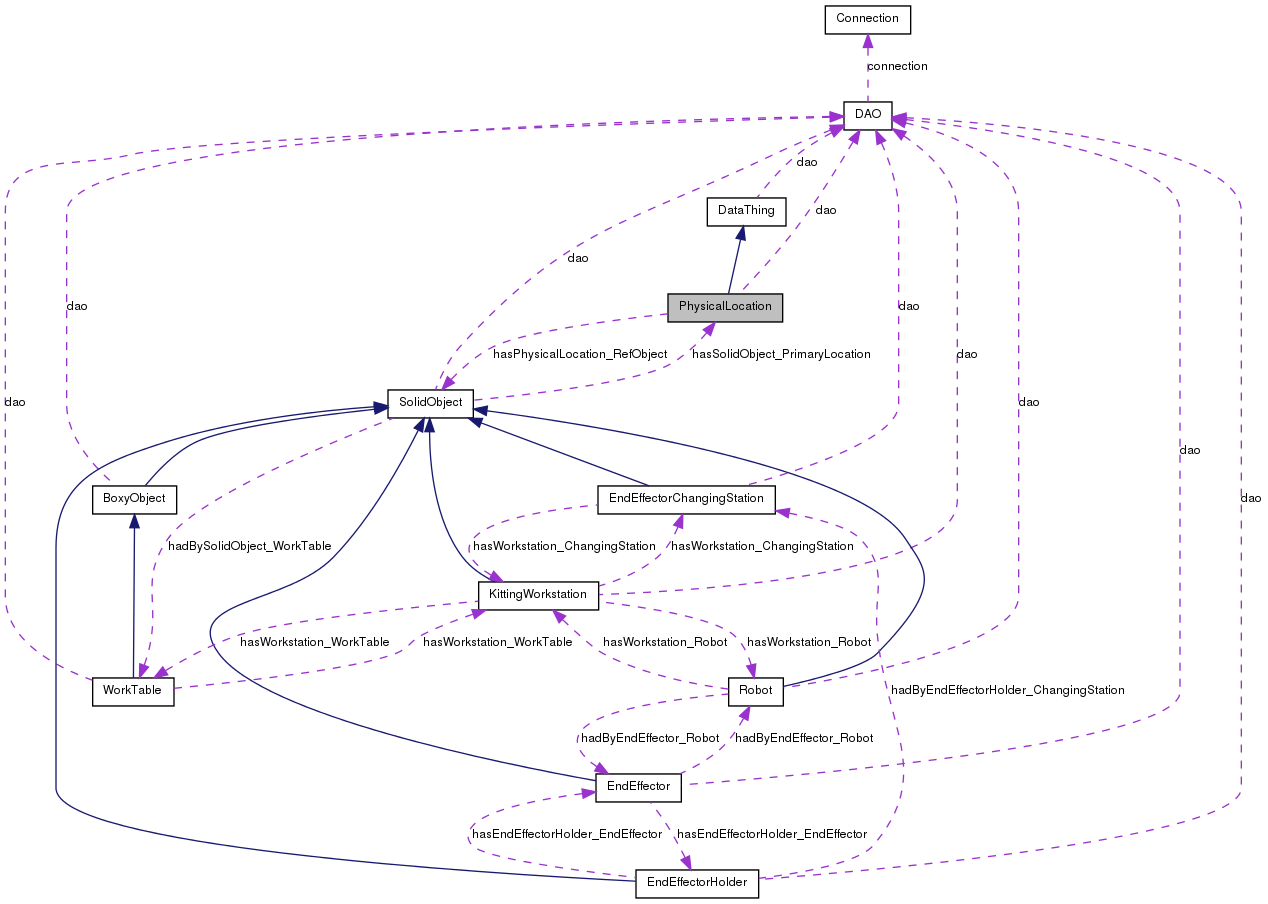 Connection
connection
DAO
dao
DataThing
dao
dao
PhysicalLocation
dao
dao
dao
hasPhysicalLocation_RefObject
hasSolidObject_PrimaryLocation
dao
SolidObject
dao
dao
BoxyObject
EndEffectorChangingStation
dao
dao
hadBySolidObject_WorkTable
hasWorkstation_ChangingStation
hasWorkstation_ChangingStation
KittingWorkstation
hasWorkstation_WorkTable
hasWorkstation_WorkTable
hasWorkstation_Robot
hasWorkstation_Robot
WorkTable
Robot
hadByEndEffectorHolder_ChangingStation
hadByEndEffector_Robot
hadByEndEffector_Robot
EndEffector
hasEndEffectorHolder_EndEffector
hasEndEffectorHolder_EndEffector
EndEffectorHolder